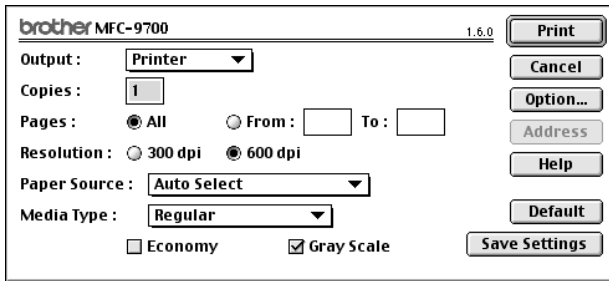 brother MFC-9700 1.6.0 Print
Output : Printer Cancel
Copies : 1 Option...
Pages : All From : To : Address
Resolution : 300 dpi 600 dpi Help
Paper Source : Auto Select
Media Type : Regular Default
Economy Gray Scale Save Settings